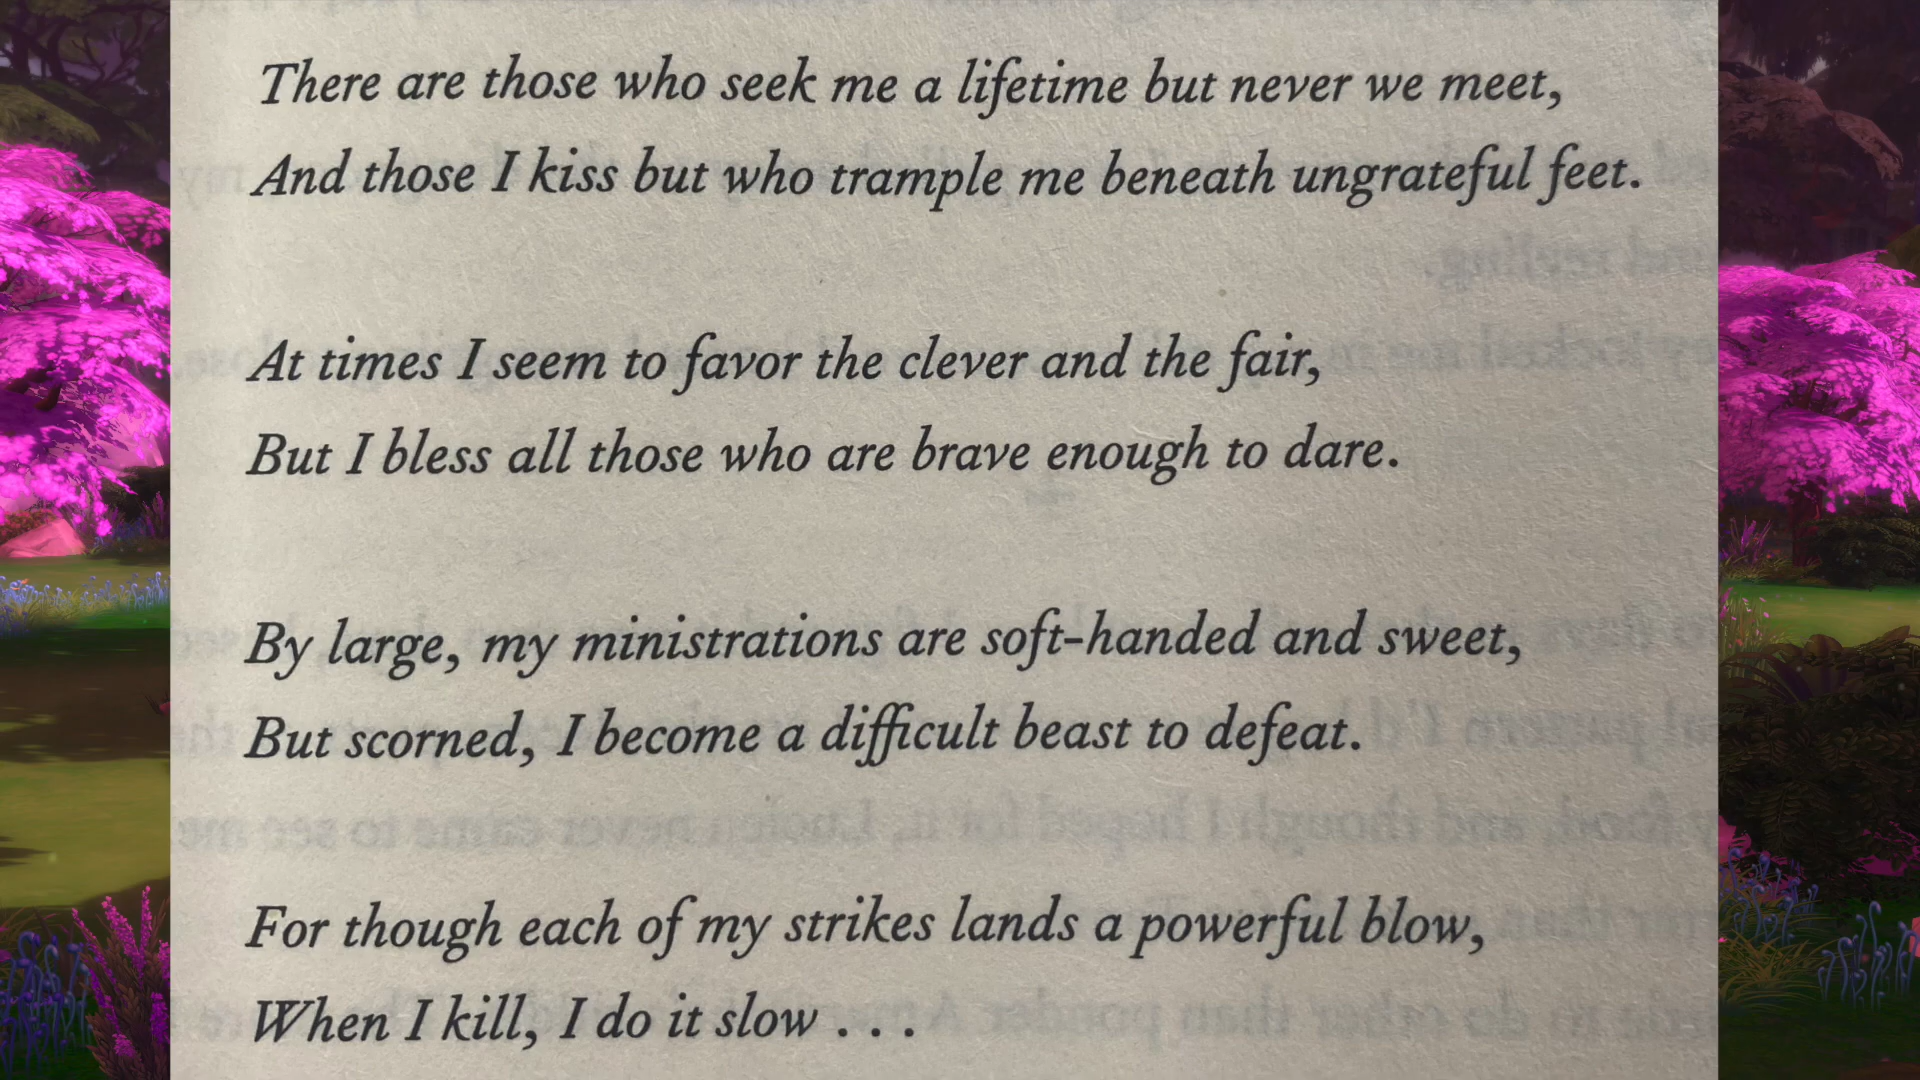 There are those who seek me a lifetime but never we meet,
And those I kiss but who trample me beneath ungrateful feet.
At times I seem to favor the clever and the fair,
But I bless all those who are brave enough to dare.
By large, my ministrations are soft-handed and sweet,
But scorned, I become a difficult beast to defeat.
For though each of my strikes lands a powerful blow,
When I kill, I do it slow . . .